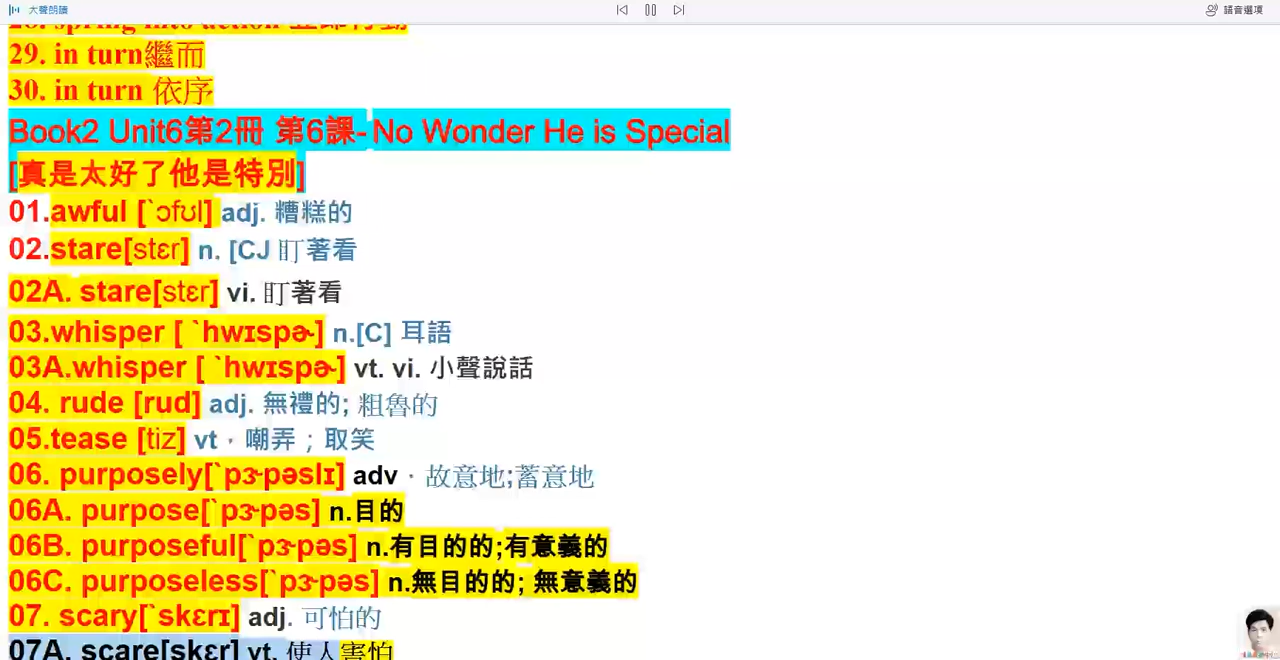 大聲朗讀
語音選項
28. spring into action 立即行動
29. in turn繼而
30. in turn 依序
Book2 Unit6第2冊 第6課-No Wonder He is Special
[真是太好了他是特別]
01.awful [`ɔfʊl] adj. 糟糕的
02.stare[stɛr] n. [CJ 盯著看
02A. stare[stɛr] vi. 盯著看
03.whisper [ `hwɪspɚ] n.[C] 耳語
03A.whisper [ `hwɪspɚ] vt. vi. 小聲說話
04. rude [rud] adj. 無禮的; 粗魯的
05.tease [tiz] vt‧嘲弄；取笑
06. purposely[`pɝpəslɪ] adv‧故意地;蓄意地
06A. purpose[`pɝpəs] n.目的
06B. purposeful[`pɝpəs] n.有目的的;有意義的
06C. purposeless[`pɝpəs] n.無目的的; 無意義的
07. scary[`skɛrɪ] adj. 可怕的
07A. scare[skɛr] vt. 使人害怕